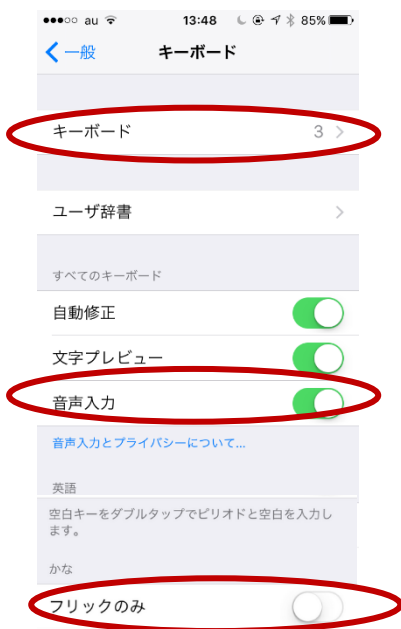 au 13:48 85%
一般 キーボード
キーボード 3
ユーザ辞書
すべてのキーボード
自動修正
文字プレビュー
音声入力
音声入力とプライバシーについて...
英語
空白キーをダブルタップでピリオドと空白を入力し
ます。
かな
フリックのみ